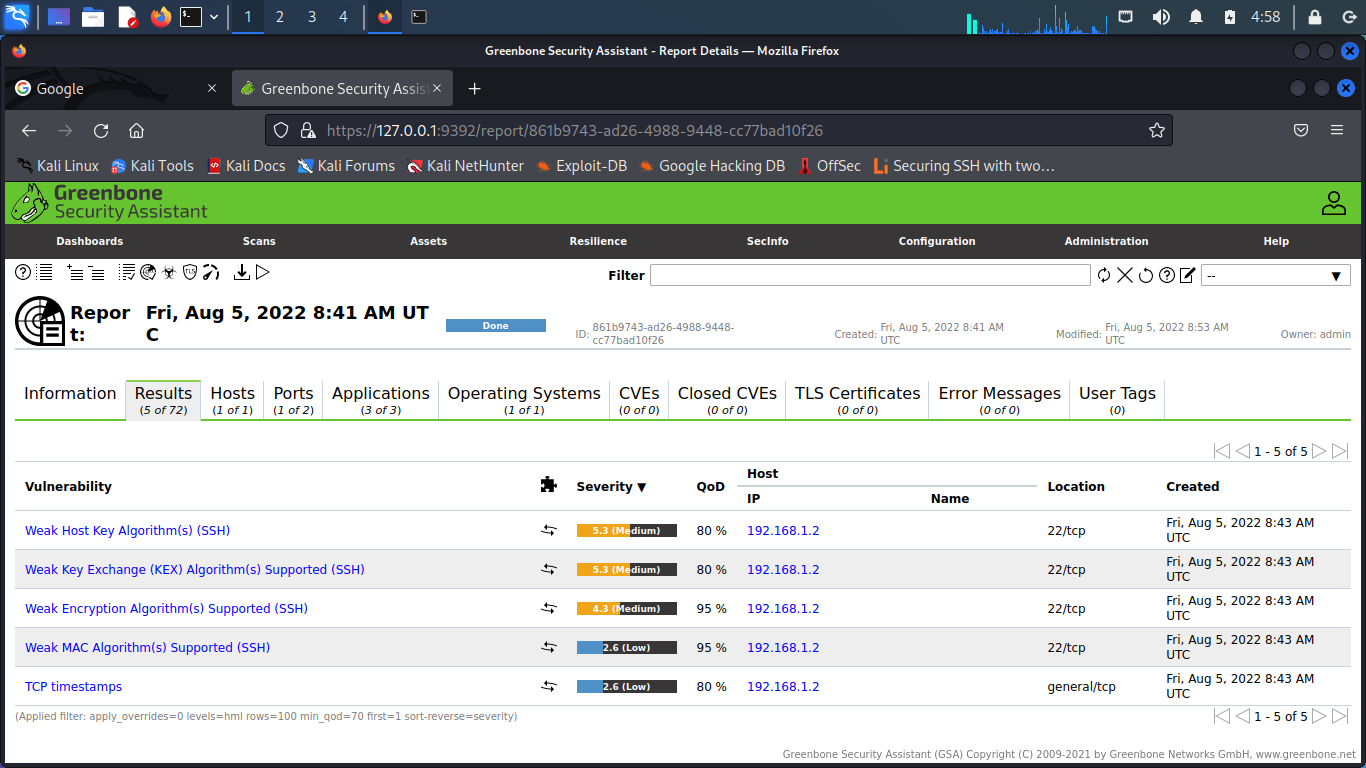 1 2 3 4 4:58
Greenbone Security Assistant - Report Details — Mozilla Firefox
Google Greenbone Security Assis
https://127.0.0.1:9392/report/861b9743-ad26-4988-9448-cc77bad10f26
Kali Linux Kali Tools Kali Docs Kali Forums Kali NetHunter Exploit-DB Google Hacking DB OffSec Securing SSH with two…
Greenbone
Security Assistant
Dashboards Scans Assets Resilience SecInfo Configuration Administration Help
TLS Filter --
Repor Fri, Aug 5, 2022 8:41 AM UT
t: C
Done
ID: 861b9743-ad26-4988-9448-
cc77bad10f26
Created: Fri, Aug 5, 2022 8:41 AM
UTC
Modified: Fri, Aug 5, 2022 8:53 AM
UTC
Owner: admin
Information Results Hosts Ports Applications Operating Systems CVEs Closed CVEs TLS Certificates Error Messages User Tags
(5 of 72) (1 of 1) (1 of 2) (3 of 3) (1 of 1) (0 of 0) (0 of 0) (0 of 0) (0 of 0) (0)
1 - 5 of 5
Host
Vulnerability Severity ▼ QoD Location Created
IP Name
Weak Host Key Algorithm(s) (SSH) 5.3 (Medium) 80 % 192.168.1.2 22/tcp Fri, Aug 5, 2022 8:43 AM
UTC
Weak Key Exchange (KEX) Algorithm(s) Supported (SSH) 5.3 (Medium) 80 % 192.168.1.2 22/tcp Fri, Aug 5, 2022 8:43 AM
UTC
Weak Encryption Algorithm(s) Supported (SSH) 4.3 (Medium) 95 % 192.168.1.2 22/tcp Fri, Aug 5, 2022 8:43 AM
UTC
Weak MAC Algorithm(s) Supported (SSH) 2.6 (Low) 95 % 192.168.1.2 22/tcp Fri, Aug 5, 2022 8:43 AM
UTC
TCP timestamps 2.6 (Low) 80 % 192.168.1.2 general/tcp Fri, Aug 5, 2022 8:43 AM
UTC
(Applied filter: apply_overrides=0 levels=hml rows=100 min_qod=70 first=1 sort-reverse=severity) 1 - 5 of 5
Greenbone Security Assistant (GSA) Copyright (C) 2009-2021 by Greenbone Networks GmbH, www.greenbone.net